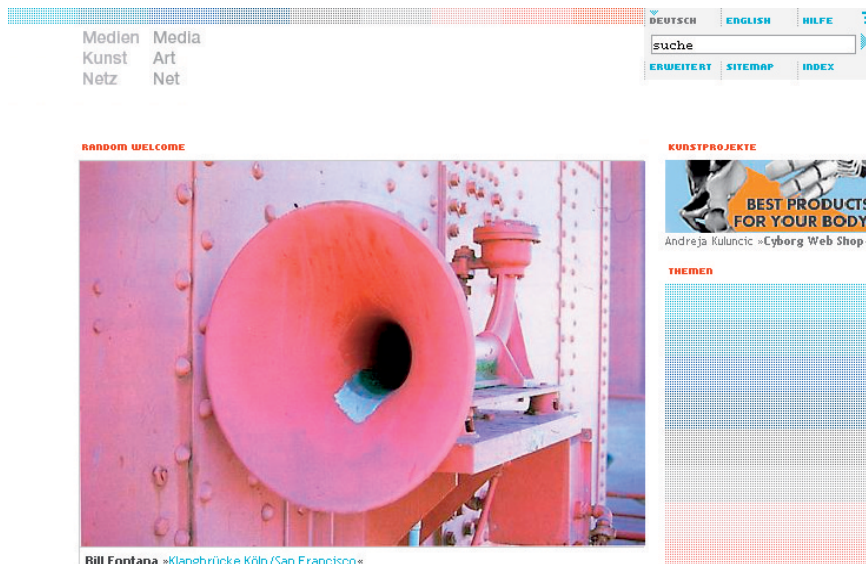 Medien Media
Kunst Art
Netz Net
DEUTSCH ENGLISH HILFE ?
suche
ERWEITERT SITEMAP INDEX
RANDOM WELCOME
KUNSTPROJEKTE
BEST PRODUCTS
FOR YOUR BODY
Andreja Kuluncic »Cyborg Web Shop
THEMEN
Bill Fontana »Klangbrücke Köln/San Francisco«